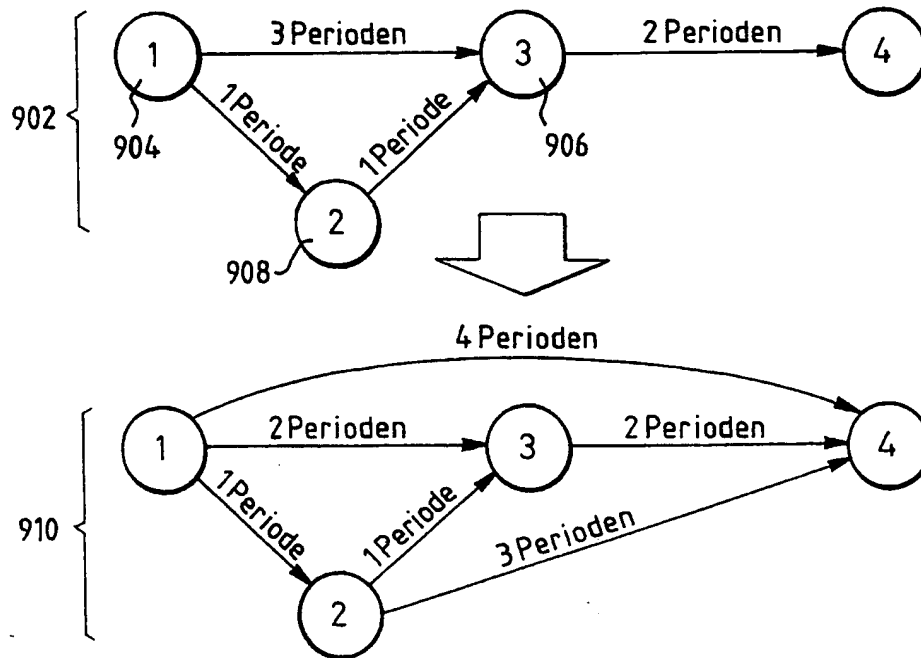 1
3 Perioden
3
2 Perioden
4
902
904
1 Periode
1 Periode
906
2
908
4 Perioden
1
2 Perioden
3
2 Perioden
4
910
1 Periode
1 Periode
3 Perioden
2